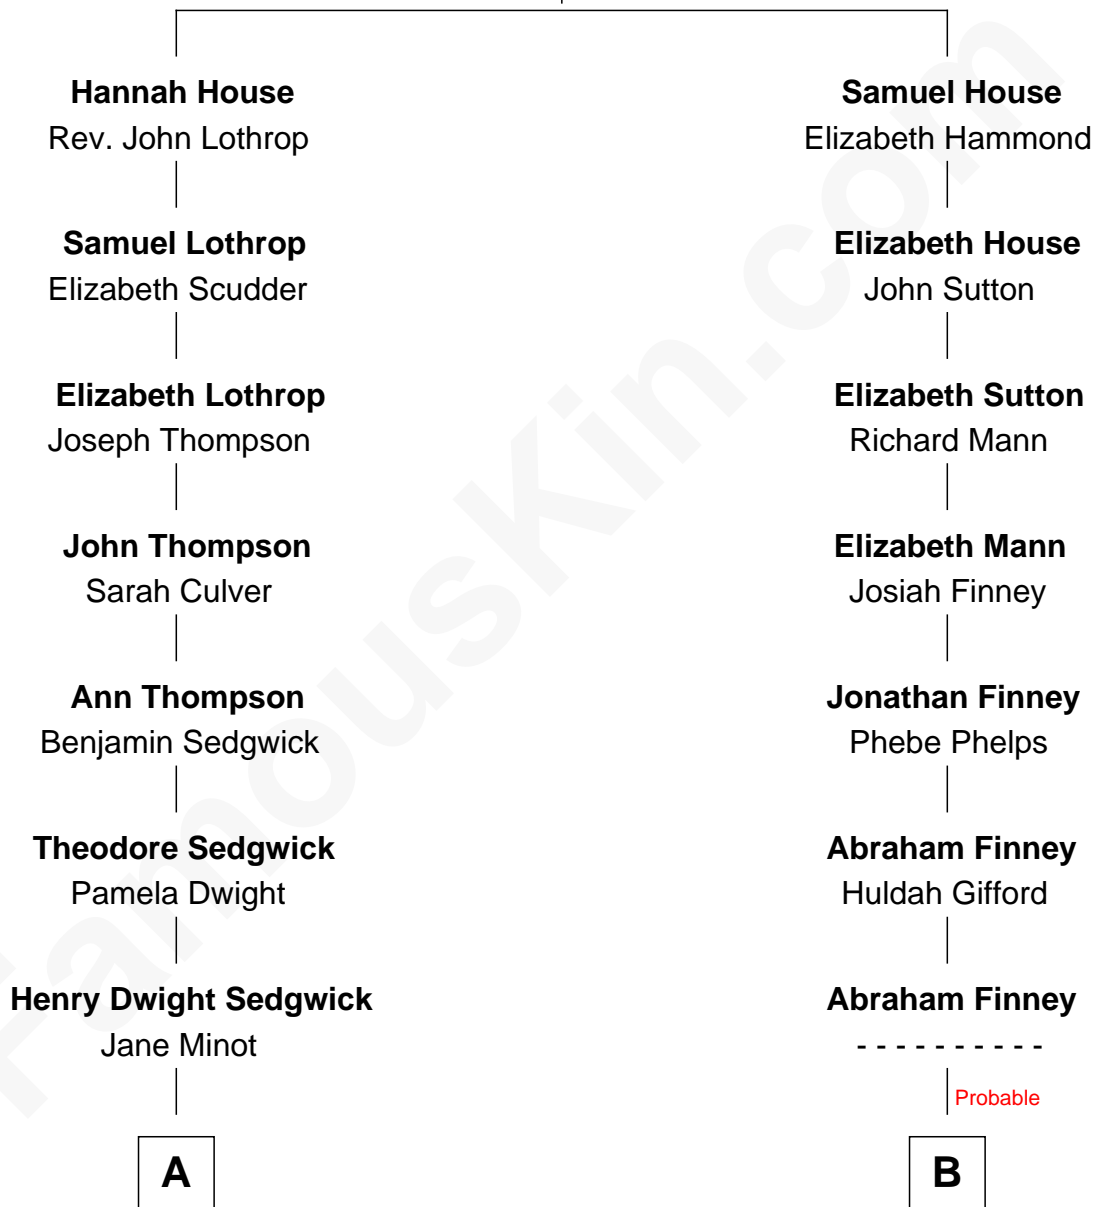 Hannah House
Rev. John Lothrop
Samuel Lothrop
Elizabeth Scudder
Elizabeth Lothrop
Joseph Thompson
John Thompson
Sarah Culver
Ann Thompson
Benjamin Sedgwick
Theodore Sedgwick
Pamela Dwight
Henry Dwight Sedgwick
Jane Minot
A
Samuel House
Elizabeth Hammond
Elizabeth House
John Sutton
Elizabeth Sutton
Richard Mann
Elizabeth Mann
Josiah Finney
Jonathan Finney
Phebe Phelps
Abraham Finney
Huldah Gifford
Abraham Finney
- - - - - - - - - -
Probable
B
FamousKin.com